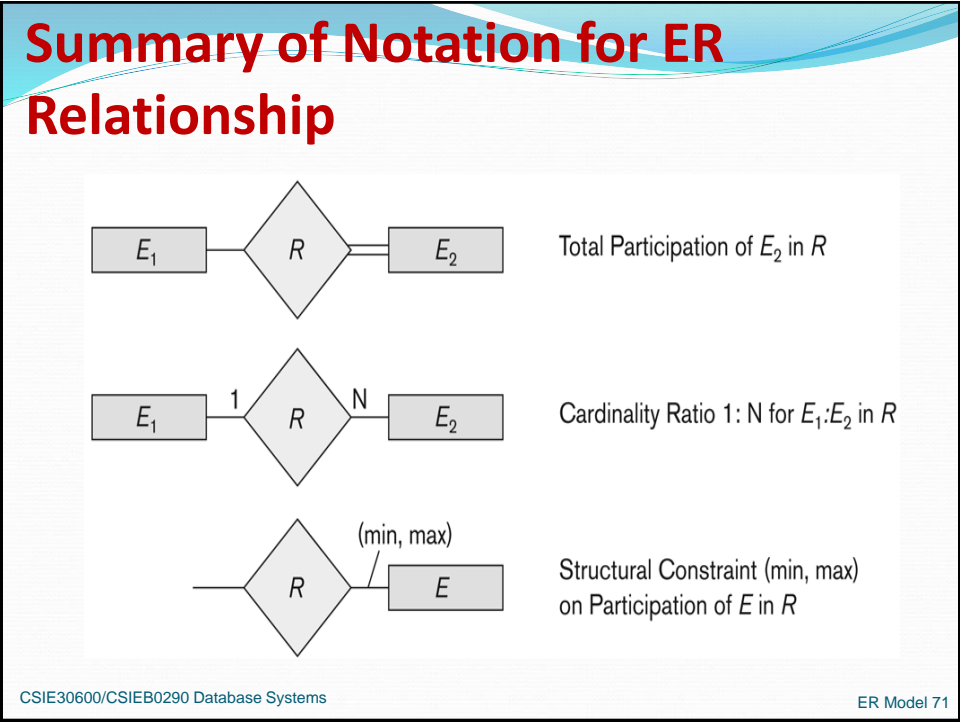 Summary of Notation for ER
Relationship
E₁ R E₂ Total Participation of E₂ in R
1 N
E₁ R E₂ Cardinality Ratio 1: N for E₁:E₂ in R
(min, max)
R E
Structural Constraint (min, max)
on Participation of E in R
CSIE30600/CSIEB0290 Database Systems
ER Model 71